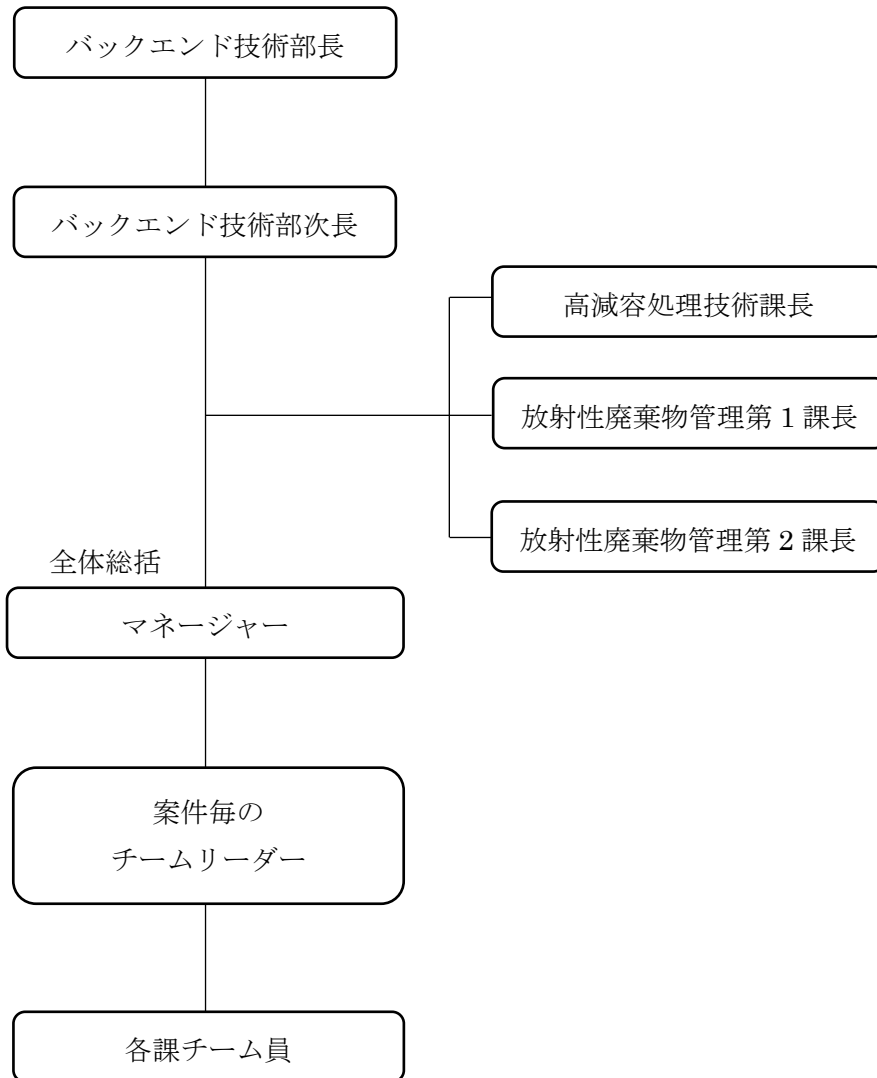 バックエンド技術部長
バックエンド技術部次長
高減容処理技術課長
放射性廃棄物管理第 1 課長
放射性廃棄物管理第 2 課長
全体総括
マネージャー
案件毎の
チームリーダー
各課チーム員